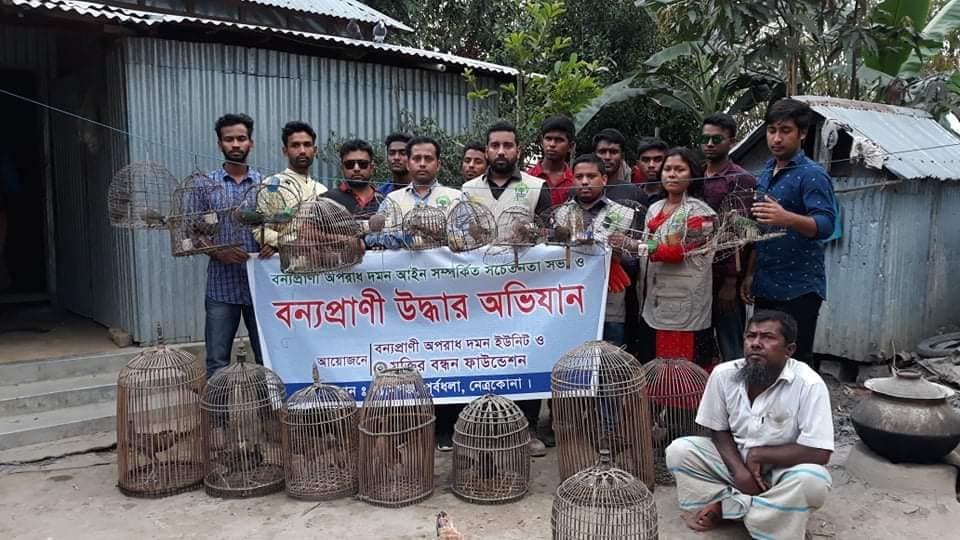 বন্যপ্রাণী অপরাধ দমন আইন সম্পর্কিত সচেতনতা সভা ও
বন্যপ্রাণী উদ্ধার অভিযান
আয়োজনে
বন্যপ্রাণী অপরাধ দমন ইউনিট ও
বন্ধন ফাউন্ডেশন
পূর্বধলা, নেত্রকোনা ।